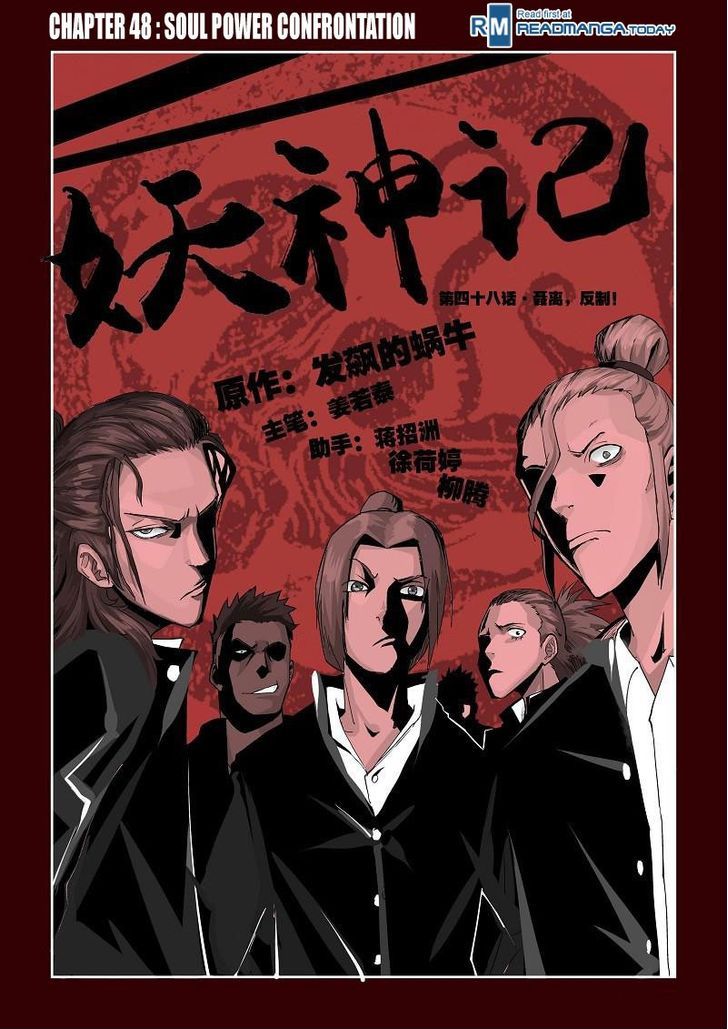 CHAPTER 48 : SOUL POWER CONFRONTATION
RM Read first at
READMANGA.TODAY
妖神记
第四十八话·聂离，反制！
原作：发飙的蜗牛
主笔：姜若泰
助手：蒋招洲
徐荷婷
柳腾